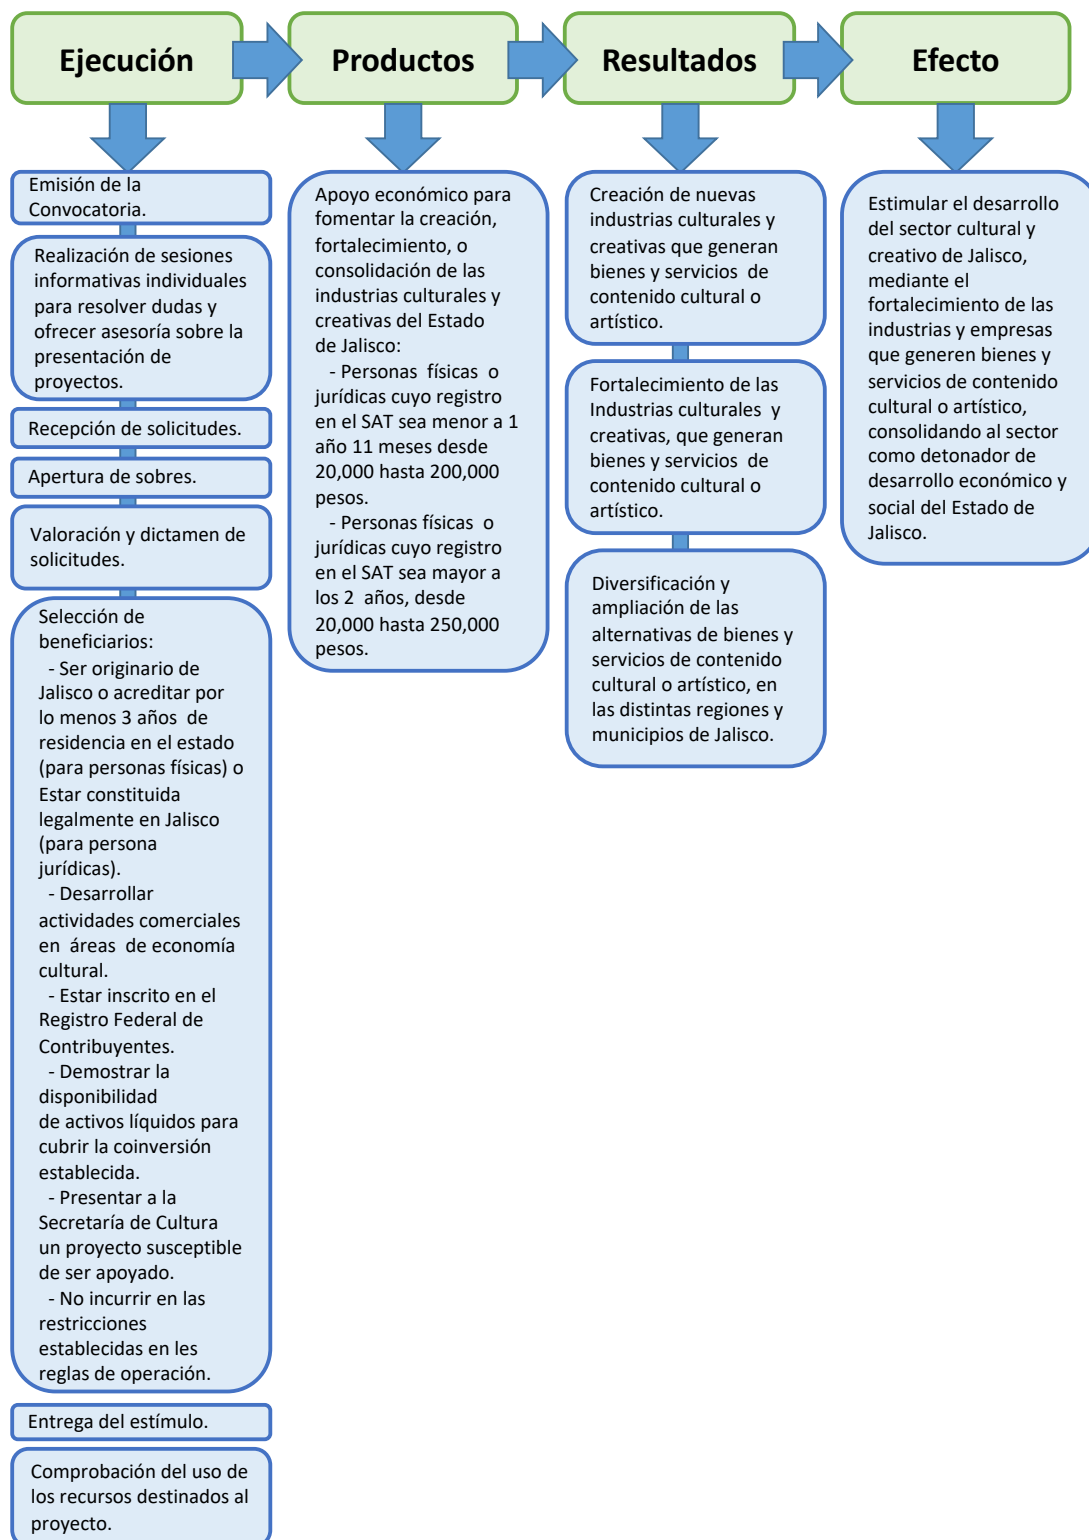 Ejecución
Productos
Resultados
Efecto
Emisión de la
Convocatoria.
Realización de sesiones
informativas individuales
para resolver dudas y
ofrecer asesoría sobre la
presentación de
proyectos.
Recepción de solicitudes.
Apertura de sobres.
Valoración y dictamen de
solicitudes.
Selección de
beneficiarios:
- Ser originario de
Jalisco o acreditar por
lo menos 3 años de
residencia en el estado
(para personas físicas) o
Estar constituida
legalmente en Jalisco
(para persona
jurídicas).
- Desarrollar
actividades comerciales
en áreas de economía
cultural.
- Estar inscrito en el
Registro Federal de
Contribuyentes.
- Demostrar la
disponibilidad
de activos líquidos para
cubrir la coinversión
establecida.
- Presentar a la
Secretaría de Cultura
un proyecto susceptible
de ser apoyado.
- No incurrir en las
restricciones
establecidas en les
reglas de operación.
Entrega del estímulo.
Comprobación del uso de
los recursos destinados al
proyecto.
Apoyo económico para
fomentar la creación,
fortalecimiento, o
consolidación de las
industrias culturales y
creativas del Estado
de Jalisco:
- Personas físicas o
jurídicas cuyo registro
en el SAT sea menor a 1
año 11 meses desde
20,000 hasta 200,000
pesos.
- Personas físicas o
jurídicas cuyo registro
en el SAT sea mayor a
los 2 años, desde
20,000 hasta 250,000
pesos.
Creación de nuevas
industrias culturales y
creativas que generan
bienes y servicios de
contenido cultural o
artístico.
Fortalecimiento de las
Industrias culturales y
creativas, que generan
bienes y servicios de
contenido cultural o
artístico.
Diversificación y
ampliación de las
alternativas de bienes y
servicios de contenido
cultural o artístico, en
las distintas regiones y
municipios de Jalisco.
Estimular el desarrollo
del sector cultural y
creativo de Jalisco,
mediante el
fortalecimiento de las
industrias y empresas
que generen bienes y
servicios de contenido
cultural o artístico,
consolidando al sector
como detonador de
desarrollo económico y
social del Estado de
Jalisco.